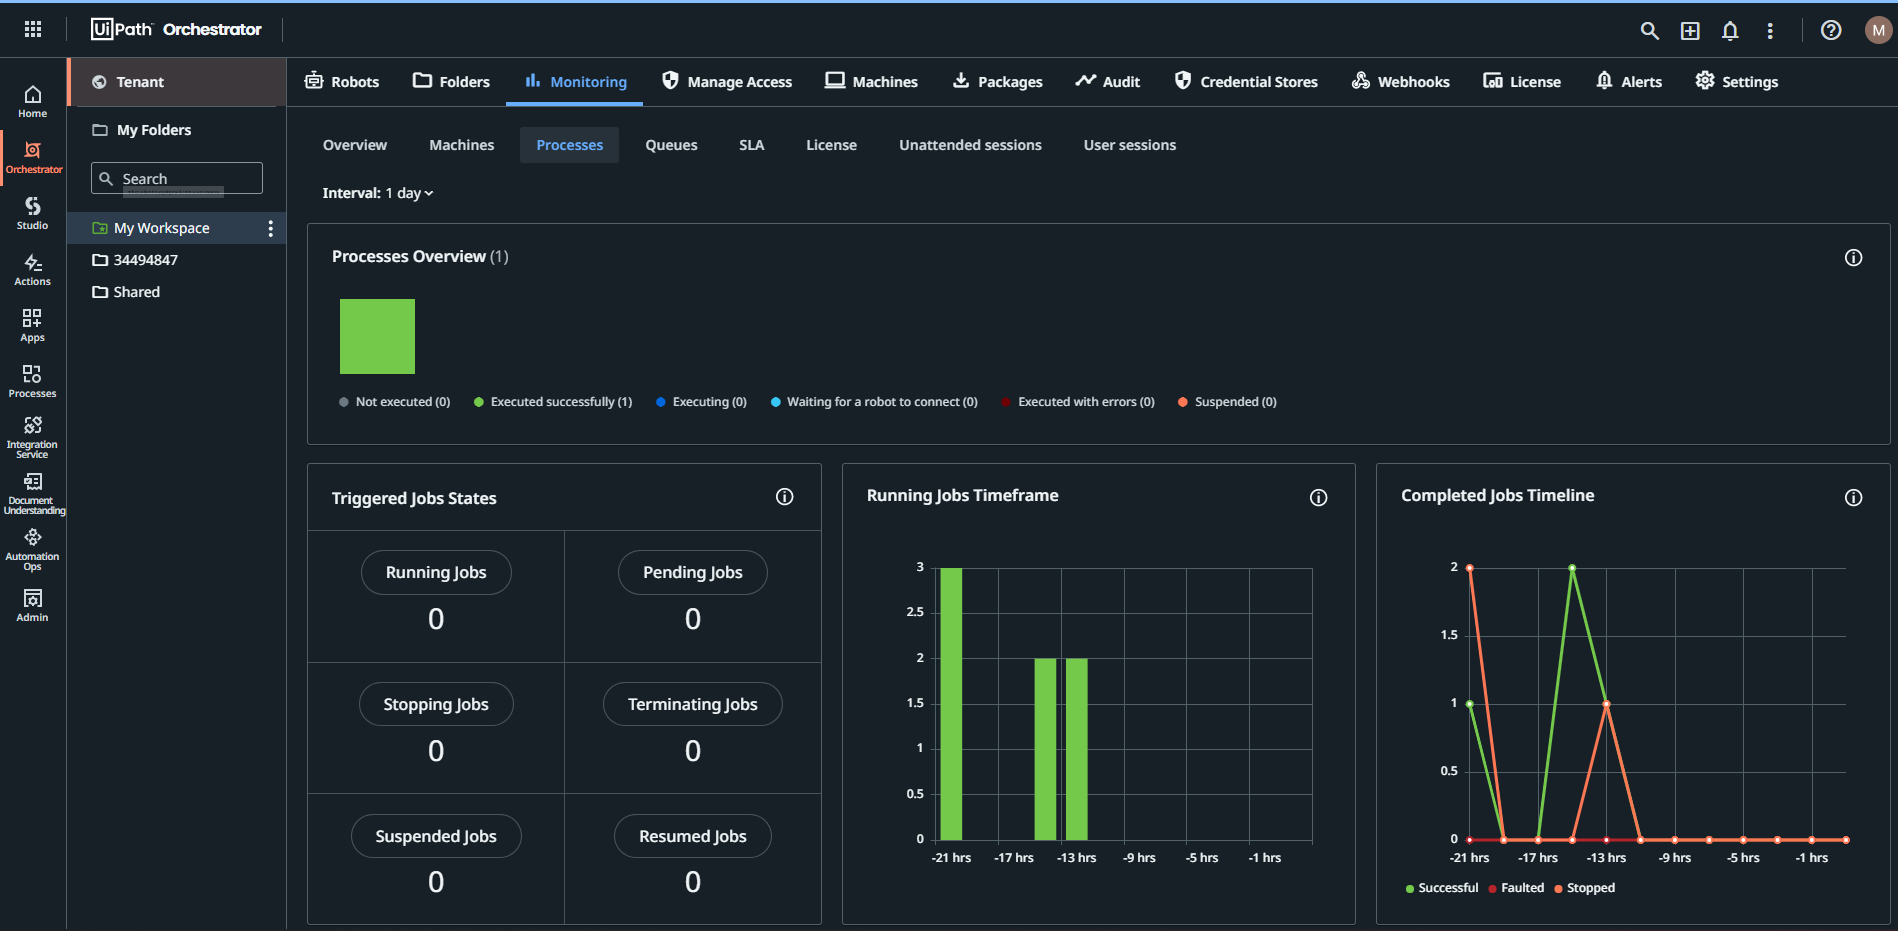 UiPath Orchestrator
M
Home
Orchestrator
Studio
Actions
Apps
Processes
Integration
Service
Document
Understanding
Automation
Ops
Admin
Tenant
My Folders
Search
My Workspace
34494847
Shared
Robots Folders Monitoring Manage Access Machines Packages Audit Credential Stores Webhooks License Alerts Settings
Overview Machines Processes Queues SLA License Unattended sessions User sessions
Interval: 1 day
Processes Overview (1)
Not executed (0) Executed successfully (1) Executing (0) Waiting for a robot to connect (0) Executed with errors (0) Suspended (0)
Triggered Jobs States
Running Jobs
0
Pending Jobs
0
Stopping Jobs
0
Terminating Jobs
0
Suspended Jobs
0
Resumed Jobs
0
Running Jobs Timeframe
3
2.5
2
1.5
1
0.5
0
-21 hrs -17 hrs -13 hrs -9 hrs -5 hrs -1 hrs
Completed Jobs Timeline
2
1.5
1
0.5
0
-21 hrs -17 hrs -13 hrs -9 hrs -5 hrs -1 hrs
Successful Faulted Stopped